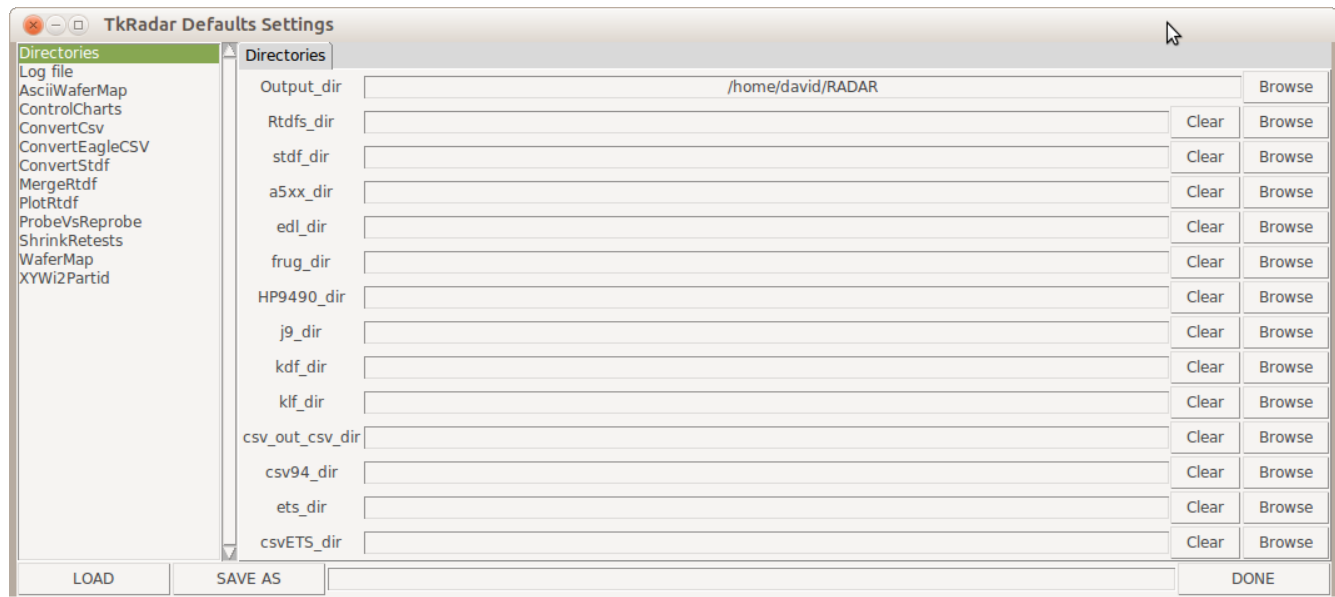 TkRadar Defaults Settings
Directories
Log file
AsciiWaferMap
ControlCharts
ConvertCsv
ConvertEagleCSV
ConvertStdf
MergeRtdf
PlotRtdf
ProbeVsReprobe
ShrinkRetests
WaferMap
XYWi2Partid
Directories
Output_dir /home/david/RADAR Browse
Rtdfs_dir Clear Browse
stdf_dir Clear Browse
a5xx_dir Clear Browse
edl_dir Clear Browse
frug_dir Clear Browse
HP9490_dir Clear Browse
j9_dir Clear Browse
kdf_dir Clear Browse
klf_dir Clear Browse
csv_out_csv_dir Clear Browse
csv94_dir Clear Browse
ets_dir Clear Browse
csvETS_dir Clear Browse
LOAD SAVE AS DONE